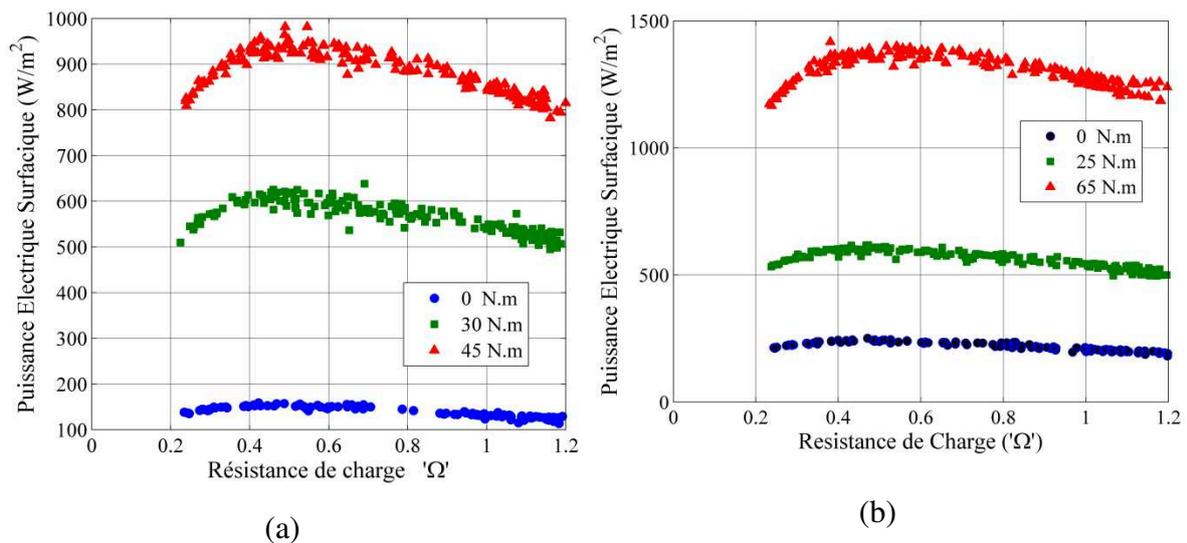 Puissance Electrique Surfacique (W/m²)
1000
900
800
700
600
500
400
300
200
100
0
0.2
0.4
0.6
0.8
1
1.2
Résistance de charge 'Ω'
0 N.m
30 N.m
45 N.m
(a)
Puissance Electrique Surfacique (W/m²)
1500
1000
500
0
0
0.2
0.4
0.6
0.8
1
1.2
Resistance de Charge ('Ω')
0 N.m
25 N.m
65 N.m
(b)